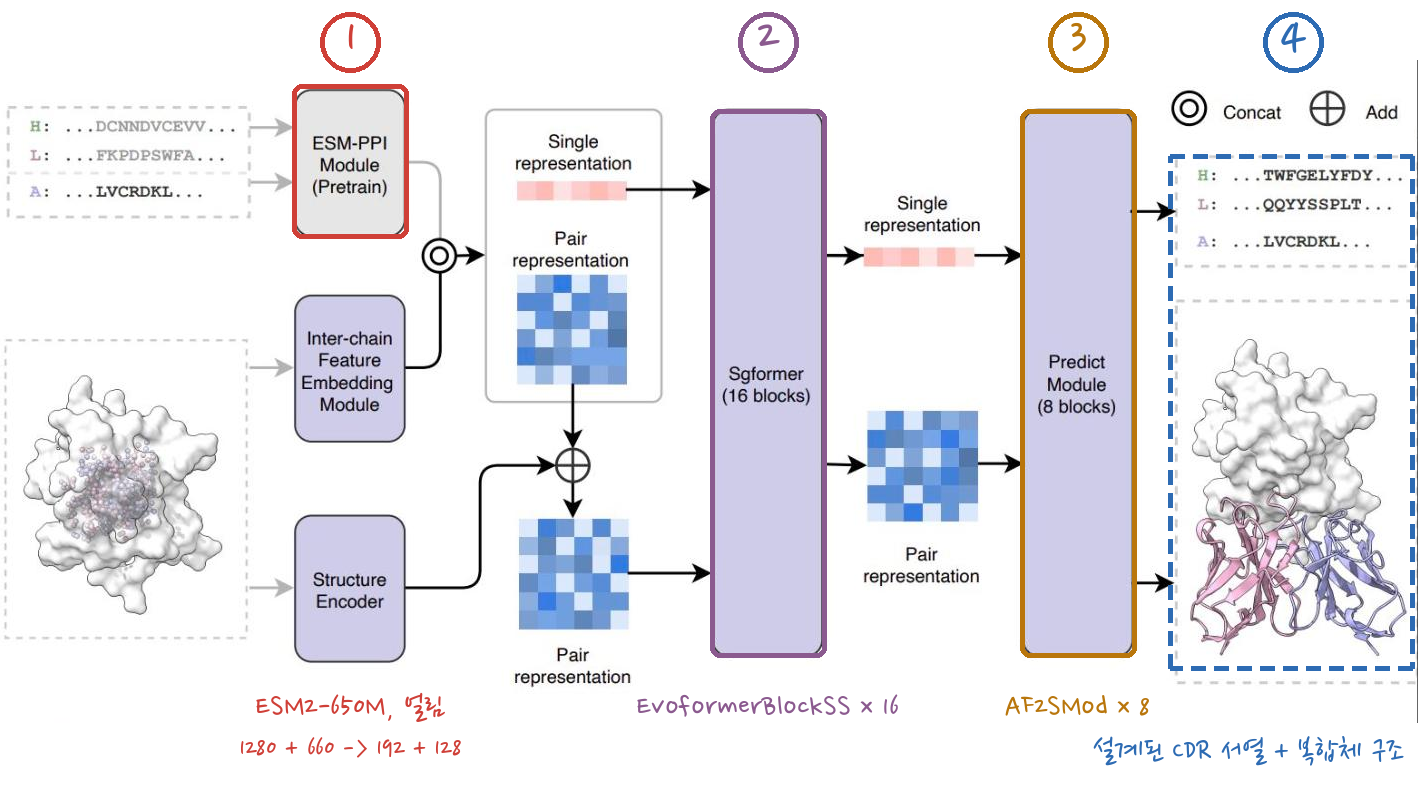 1
2
3
4
H: ...DCNNDVCEVV...
L: ...FKPDPSWFA...
A: ...LVCRDKL...
ESM-PPI
Module
(Pretrain)
Inter-chain
Feature
Embedding
Module
Structure
Encoder
Single
representation
Pair
representation
Pair
representation
Sgformer
(16 blocks)
Single
representation
Pair
representation
Predict
Module
(8 blocks)
Concat
Add
H: ...TWFGELYFDY...
L: ...QQYYSSPLT...
A: ...LVCRDKL...
ESM2-650M, 얼림
1280 + 660 -> 192 + 128
EvoformerBlockSS × 16
AF2SMod × 8
설계된 CDR 서열 + 복합체 구조